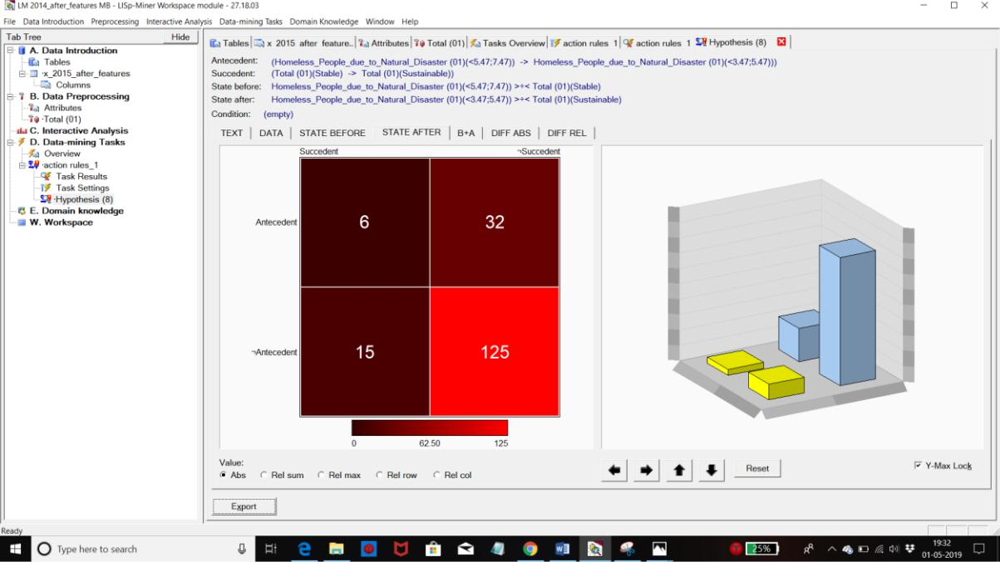 LM 2014_after_features MB - LISp-Miner Workspace module - 27.18.03
File Data Introduction Preprocessing Interactive Analysis Data-mining Tasks Domain Knowledge Window Help
Tab Tree Hide
A. Data Introduction
Tables
·x_2015_after_features
Columns
B. Data Preprocessing
Attributes
·Total (01)
C. Interactive Analysis
D. Data-mining Tasks
Overview
·action rules_1
Task Results
Task Settings
·Hypothesis (8)
E. Domain knowledge
W. Workspace
Tables x 2015 after feature.. Attributes Total (01) Tasks Overview action rules 1 action rules 1 Hypothesis (8)
Antecedent: (Homeless_People_due_to_Natural_Disaster (01)(<5.47;7.47)) -> Homeless_People_due_to_Natural_Disaster (01)(<3.47;5.47)))
Succedent: (Total (01)(Stable) -> Total (01)(Sustainable))
State before: Homeless_People_due_to_Natural_Disaster (01)(<5.47;7.47)) >÷< Total (01)(Stable)
State after: Homeless_People_due_to_Natural_Disaster (01)(<3.47;5.47)) >÷< Total (01)(Sustainable)
Condition: (empty)
TEXT DATA STATE BEFORE STATE AFTER B+A DIFF ABS DIFF REL
Succedent ¬Succedent
Antecedent 6 32
¬Antecedent 15 125
0 62.50 125
Value:
Abs Rel sum Rel max Rel row Rel col
Reset
Y-Max Lock
Export
Ready
Type here to search
25%
19:32
01-05-2019